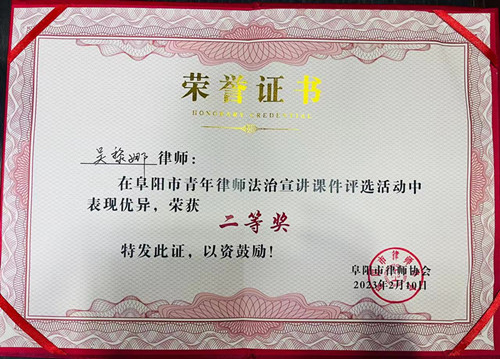 荣誉证书
HONORARY CREDENTIAL
吴黎娜 律师:
在阜阳市青年律师法治宣讲课件评选活动中
表现优异,荣获
二等奖
特发此证,以资鼓励!
阜阳市律师协会
2023年2月10日